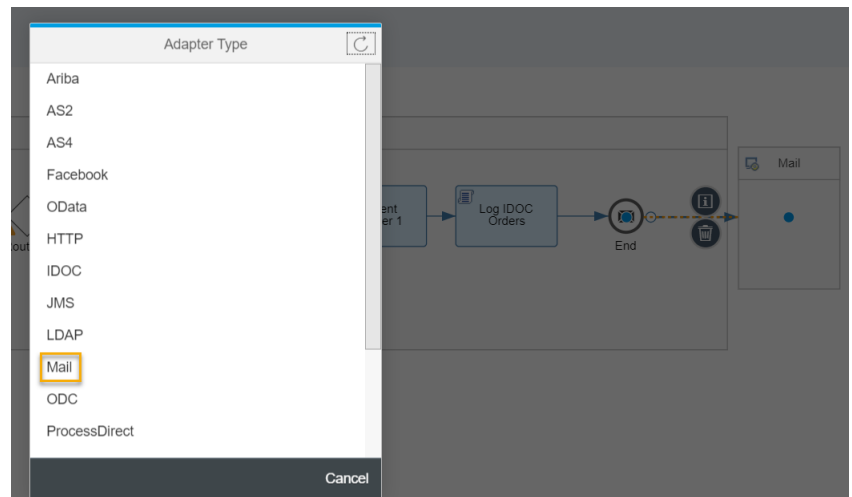 Adapter Type
Ariba
AS2
AS4
Facebook
OData
HTTP
IDOC
JMS
LDAP
Mail
ODC
ProcessDirect
Cancel
Log IDOC
Orders
End
Mail